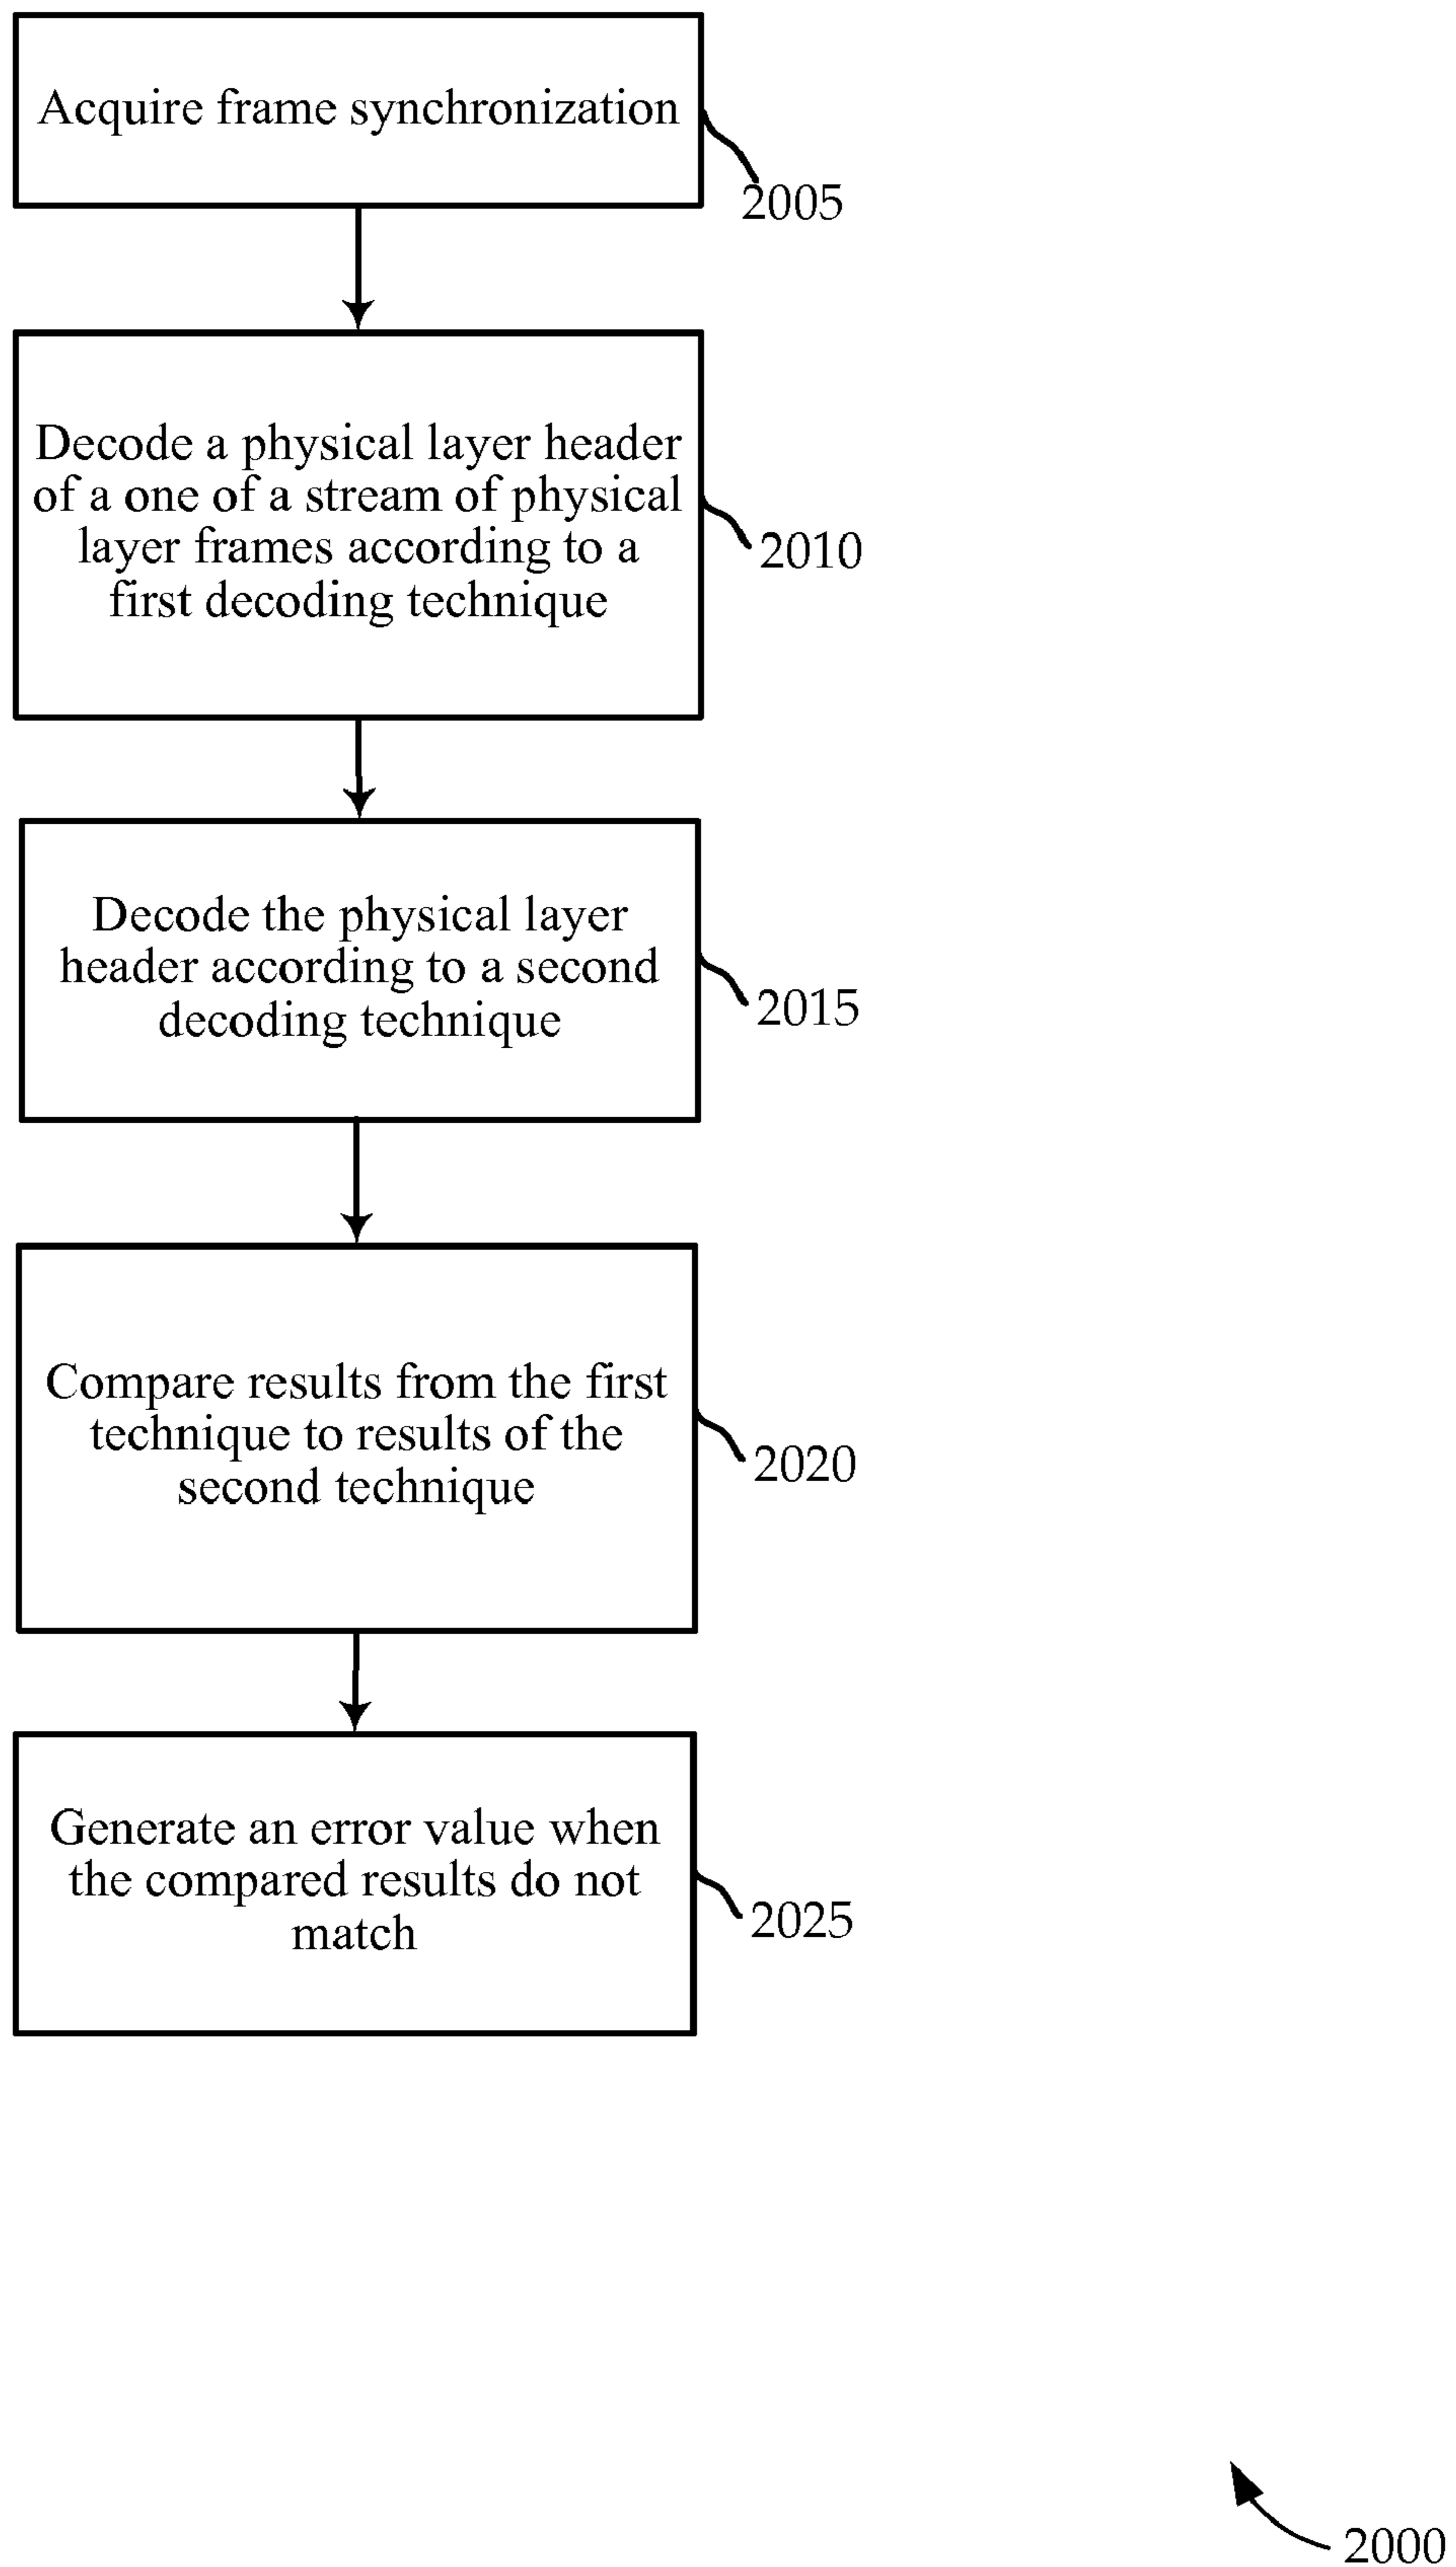 Acquire frame synchronization
2005
Decode a physical layer header
of a one of a stream of physical
layer frames according to a
first decoding technique
2010
Decode the physical layer
header according to a second
decoding technique
2015
Compare results from the first
technique to results of the
second technique
2020
Generate an error value when
the compared results do not
match
2025
2000